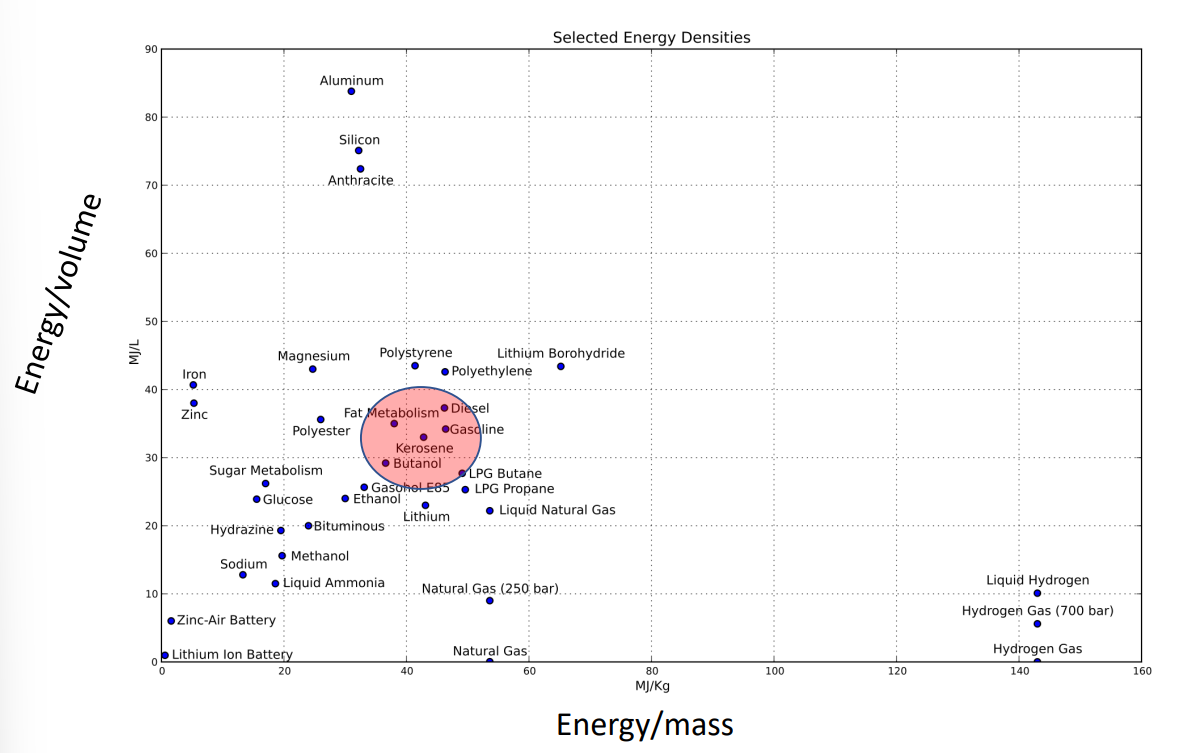 Selected Energy Densities
90
Aluminum
80
Silicon
Anthracite
70
Energy/volume
60
50
MJ/L
Magnesium
Polystyrene
Lithium Borohydride
Polyethylene
Iron
40
Zinc
Fat Metabolism
Diesel
Polyester
Gasoline
Kerosene
30
Butanol
Sugar Metabolism
LPG Butane
Gasohol E85
LPG Propane
Glucose
Ethanol
Lithium
Liquid Natural Gas
20
Hydrazine
Bituminous
Methanol
Sodium
Liquid Ammonia
Natural Gas (250 bar)
Liquid Hydrogen
10
Hydrogen Gas (700 bar)
Zinc-Air Battery
Natural Gas
Hydrogen Gas
Lithium Ion Battery
0
0 20 40 60 80 100 120 140 160
MJ/Kg
Energy/mass